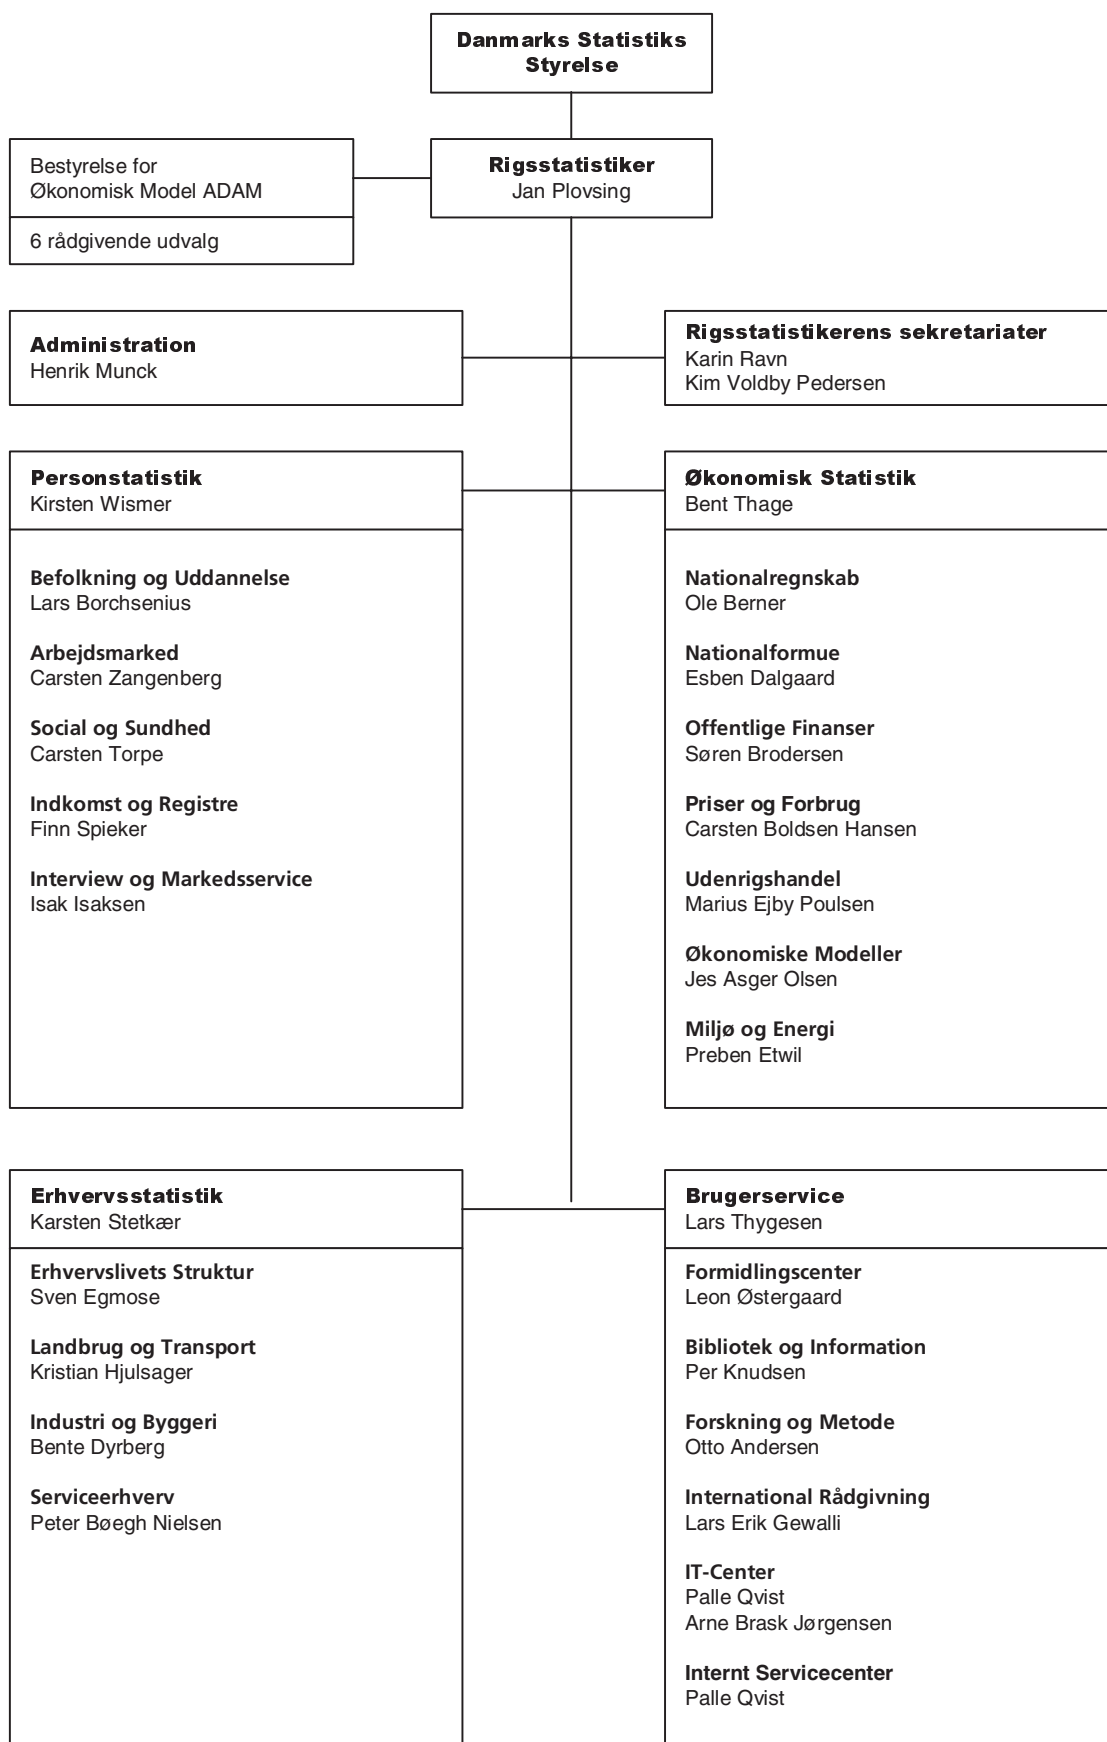 Danmarks Statistiks
Styrelse
Rigsstatistiker
Jan Plovsing
Bestyrelse for
Økonomisk Model ADAM
6 rådgivende udvalg
Administration
Henrik Munck
Rigsstatistikerens sekretariater
Karin Ravn
Kim Voldby Pedersen
Personstatistik
Kirsten Wismer
Befolkning og Uddannelse
Lars Borchsenius
Arbejdsmarked
Carsten Zangenberg
Social og Sundhed
Carsten Torpe
Indkomst og Registre
Finn Spieker
Interview og Markedsservice
Isak Isaksen
Økonomisk Statistik
Bent Thage
Nationalregnskab
Ole Berner
Nationalformue
Esben Dalgaard
Offentlige Finanser
Søren Brodersen
Priser og Forbrug
Carsten Boldsen Hansen
Udenrigshandel
Marius Ejby Poulsen
Økonomiske Modeller
Jes Asger Olsen
Miljø og Energi
Preben Etwil
Erhvervsstatistik
Karsten Stetkær
Erhvervslivets Struktur
Sven Egmose
Landbrug og Transport
Kristian Hjulsager
Industri og Byggeri
Bente Dyrberg
Serviceerhverv
Peter Bøegh Nielsen
Brugerservice
Lars Thygesen
Formidlingscenter
Leon Østergaard
Bibliotek og Information
Per Knudsen
Forskning og Metode
Otto Andersen
International Rådgivning
Lars Erik Gewalli
IT-Center
Palle Qvist
Arne Brask Jørgensen
Internt Servicecenter
Palle Qvist